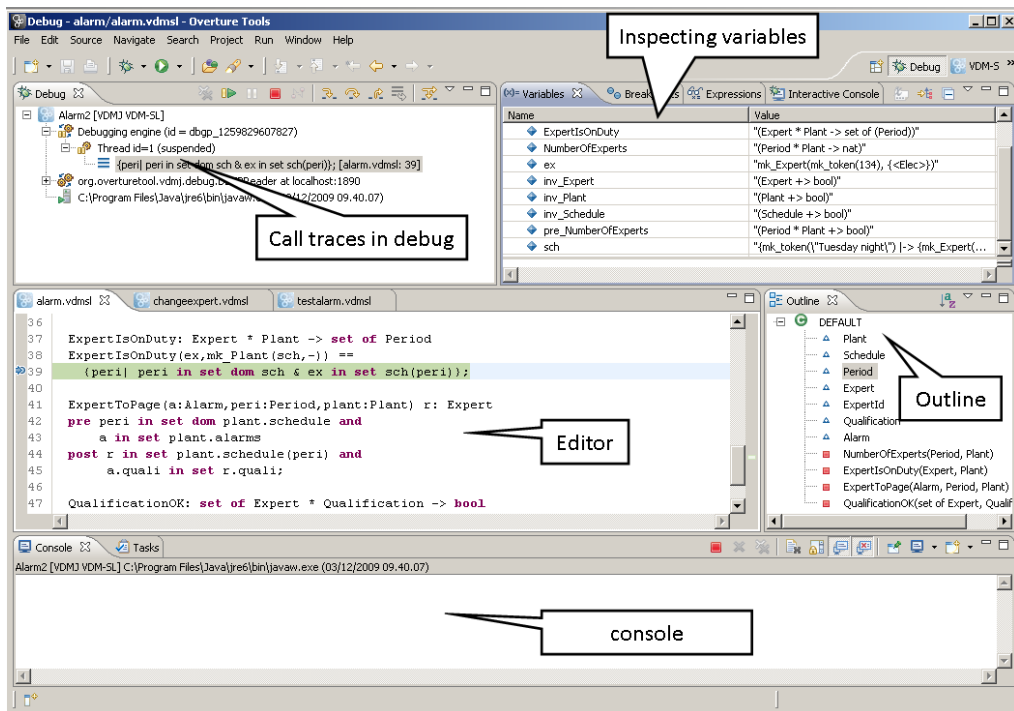 Debug - alarm/alarm.vdmsl - Overture Tools
File Edit Source Navigate Search Project Run Window Help
Inspecting variables
Debug VDM-S »
Debug
Alarm2 [VDMJ VDM-SL]
Debugging engine (id = dbgp_1259829607827)
Thread id=1 (suspended)
{peri| peri in set dom sch & ex in set sch(peri)}; [alarm.vdmsl: 39]
org.overturetool.vdmj.debug.D Reader at localhost:1890
C:\Program Files\Java\jre6\bin\javaw. /12/2009 09.40.07)
Call traces in debug
Variables Break s Expressions Interactive Console
Name Value
ExpertIsOnDuty "(Expert * Plant -> set of (Period))"
NumberOfExperts "(Period * Plant -> nat)"
ex "mk_Expert(mk_token(134), {<Elec>})"
inv_Expert "(Expert +> bool)"
inv_Plant "(Plant +> bool)"
inv_Schedule "(Schedule +> bool)"
pre_NumberOfExperts "(Period * Plant +> bool)"
sch "{mk_token(\"Tuesday night\") |-> {mk_Expert(...
alarm.vdmsl changeexpert.vdmsl testalarm.vdmsl
36
37 ExpertIsOnDuty: Expert * Plant -> set of Period
38 ExpertIsOnDuty(ex,mk_Plant(sch,-)) ==
39 {peri| peri in set dom sch & ex in set sch(peri)};
40
41 ExpertToPage(a:Alarm,peri:Period,plant:Plant) r: Expert
42 pre peri in set dom plant.schedule and
43 a in set plant.alarms
44 post r in set plant.schedule(peri) and
45 a.quali in set r.quali;
46
47 QualificationOK: set of Expert * Qualification -> bool
Editor
Outline
DEFAULT
Plant
Schedule
Period
Expert
ExpertId
Qualification
Alarm
NumberOfExperts(Period, Plant)
ExpertIsOnDuty(Expert, Plant)
ExpertToPage(Alarm, Period, Plant)
QualificationOK(set of Expert, Qualif
Outline
Console Tasks
Alarm2 [VDMJ VDM-SL] C:\Program Files\Java\jre6\bin\javaw.exe (03/12/2009 09.40.07)
console